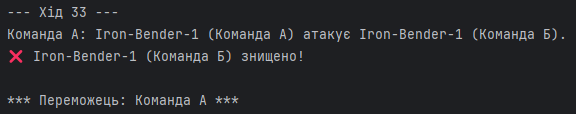 --- Хід 33 ---
Команда А: Iron-Bender-1 (Команда А) атакує Iron-Bender-1 (Команда Б).
❌ Iron-Bender-1 (Команда Б) знищено!
*** Переможець: Команда А ***